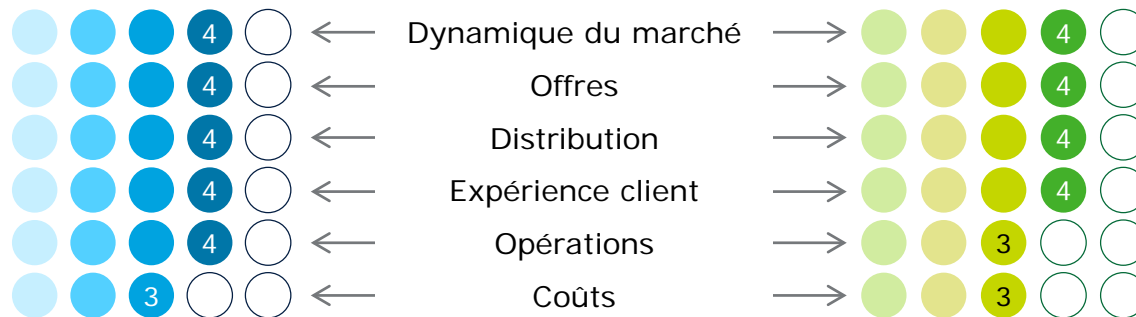 4 Dynamique du marché 4
4 Offres 4
4 Distribution 4
4 Expérience client 4
4 Opérations 3
3 Coûts 3